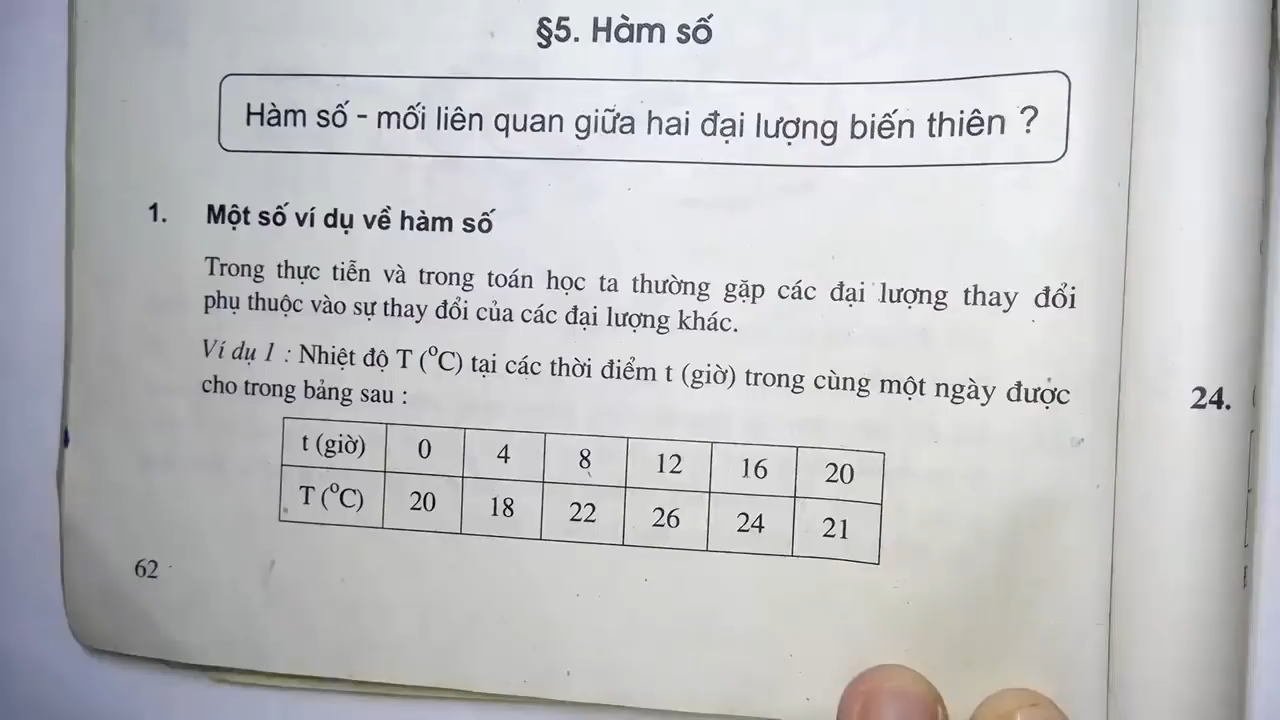 §5. Hàm số
Hàm số - mối liên quan giữa hai đại lượng biến thiên ?
1. Một số ví dụ về hàm số
Trong thực tiễn và trong toán học ta thường gặp các đại lượng thay đổi
phụ thuộc vào sự thay đổi của các đại lượng khác.
Ví dụ 1 : Nhiệt độ T (°C) tại các thời điểm t (giờ) trong cùng một ngày được
cho trong bảng sau :
t (giờ) 0 4 8 12 16 20
T (°C) 20 18 22 26 24 21
62
24.